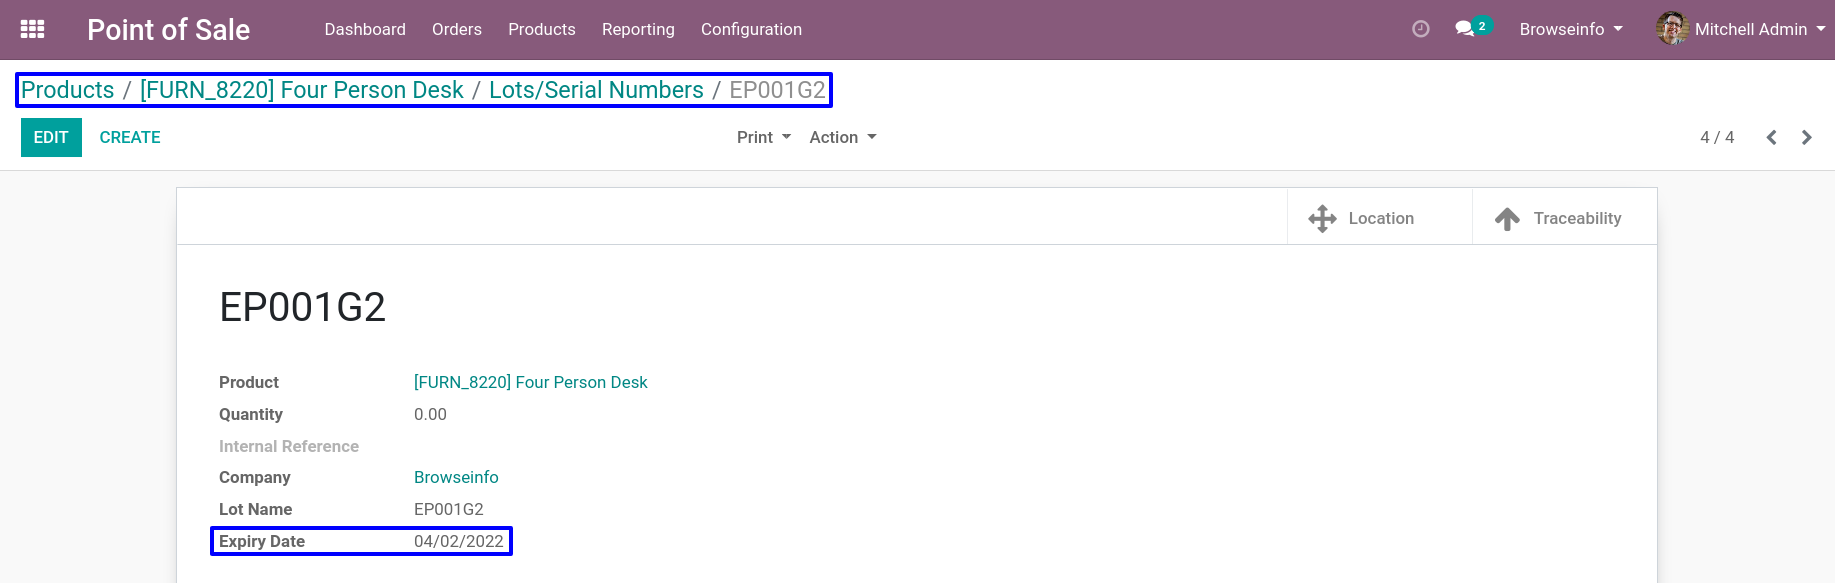 Point of Sale Dashboard Orders Products Reporting Configuration 2 Browseinfo Mitchell Admin
Products / [FURN_8220] Four Person Desk / Lots/Serial Numbers / EP001G2
EDIT CREATE Print Action 4 / 4
Location Traceability
EP001G2
Product [FURN_8220] Four Person Desk
Quantity 0.00
Internal Reference
Company Browseinfo
Lot Name EP001G2
Expiry Date 04/02/2022